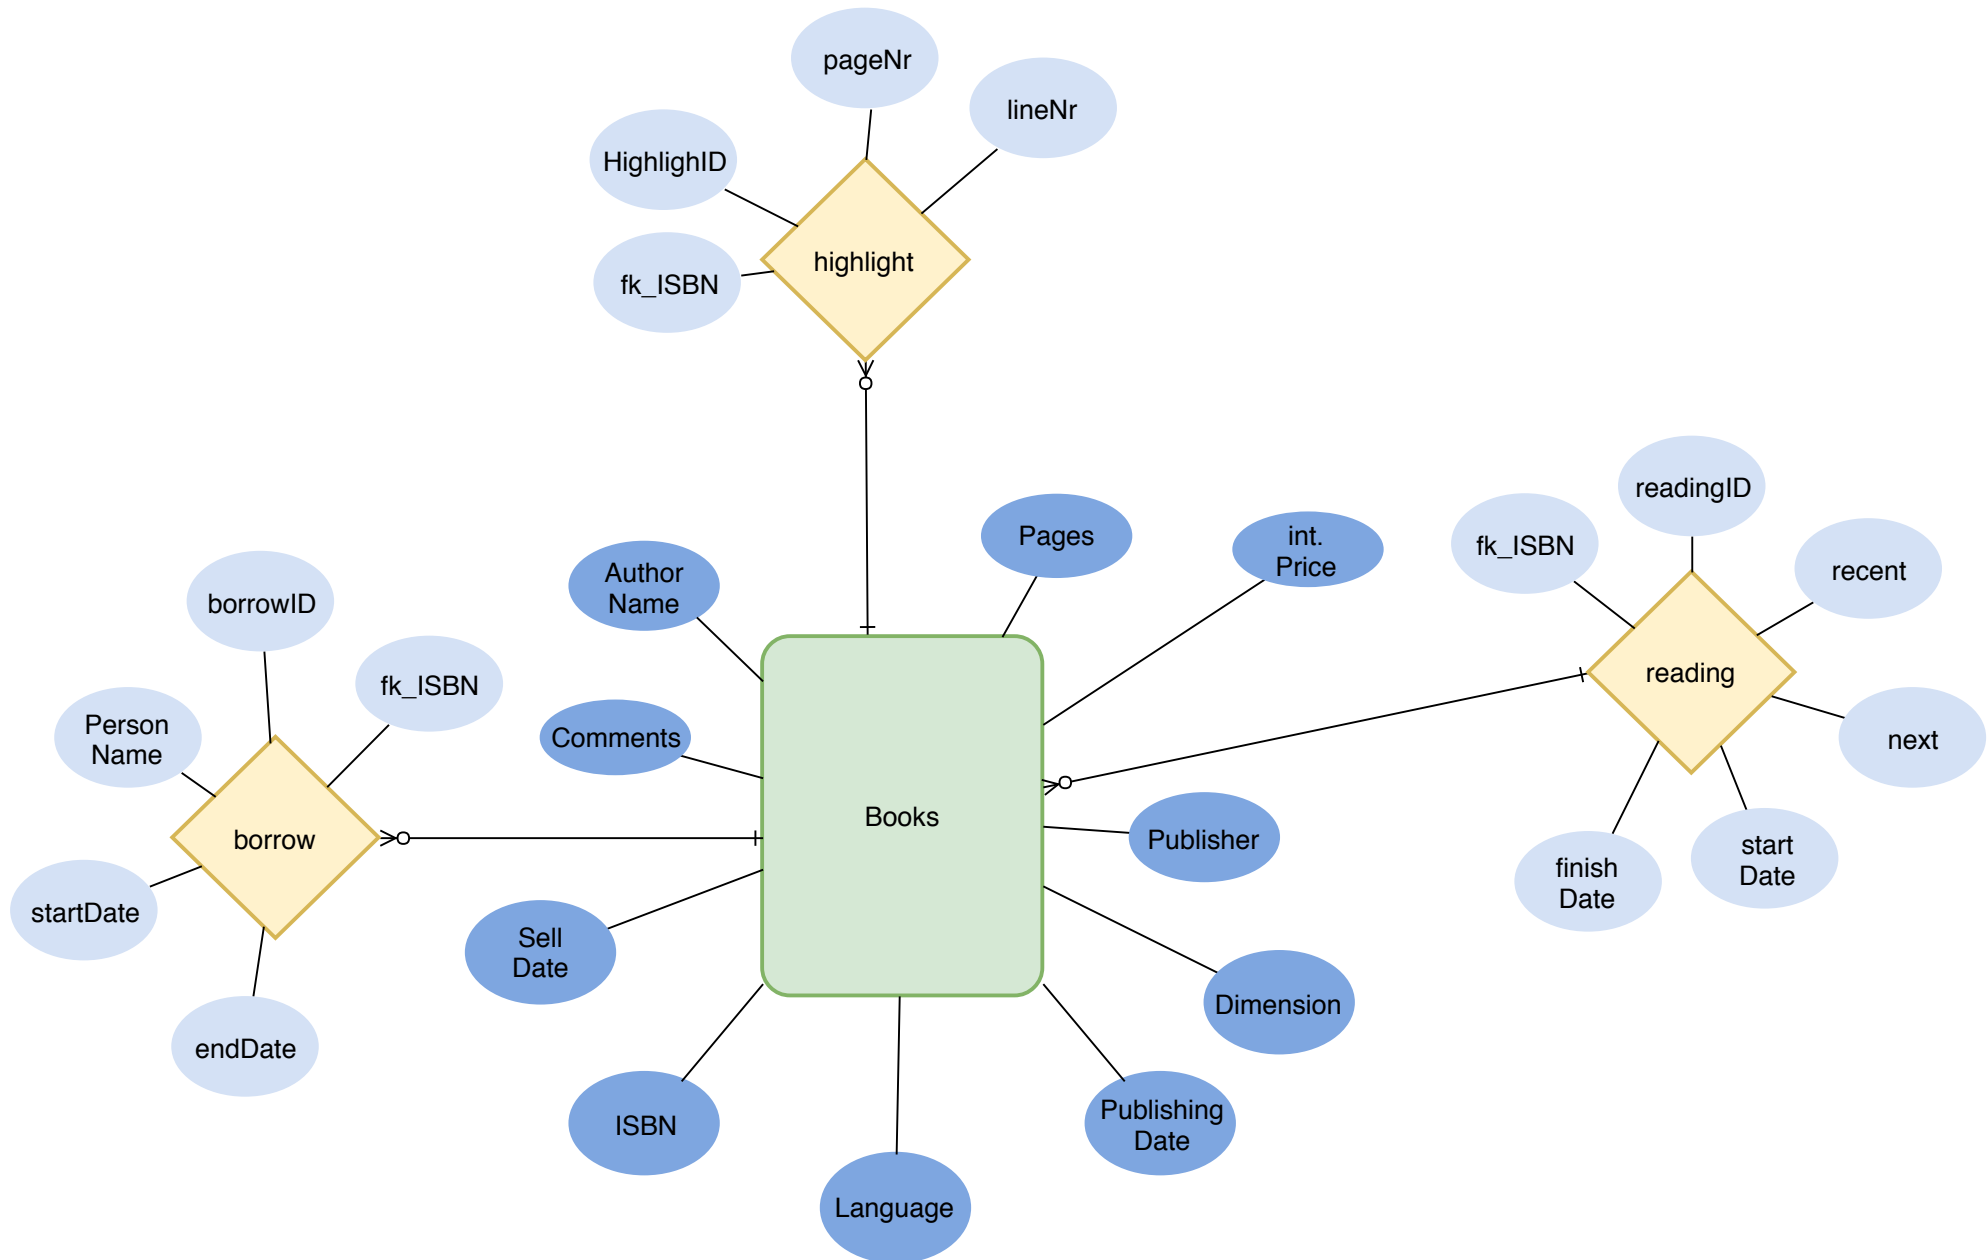 pageNr
lineNr
HighlighID
highlight
fk_ISBN
readingID
Pages
int.
Price
fk_ISBN
recent
Author
Name
borrowID
fk_ISBN
reading
Person
Name
Comments
next
Books
borrow
Publisher
start
Date
finish
Date
startDate
Sell
Date
Dimension
endDate
ISBN
Publishing
Date
Language